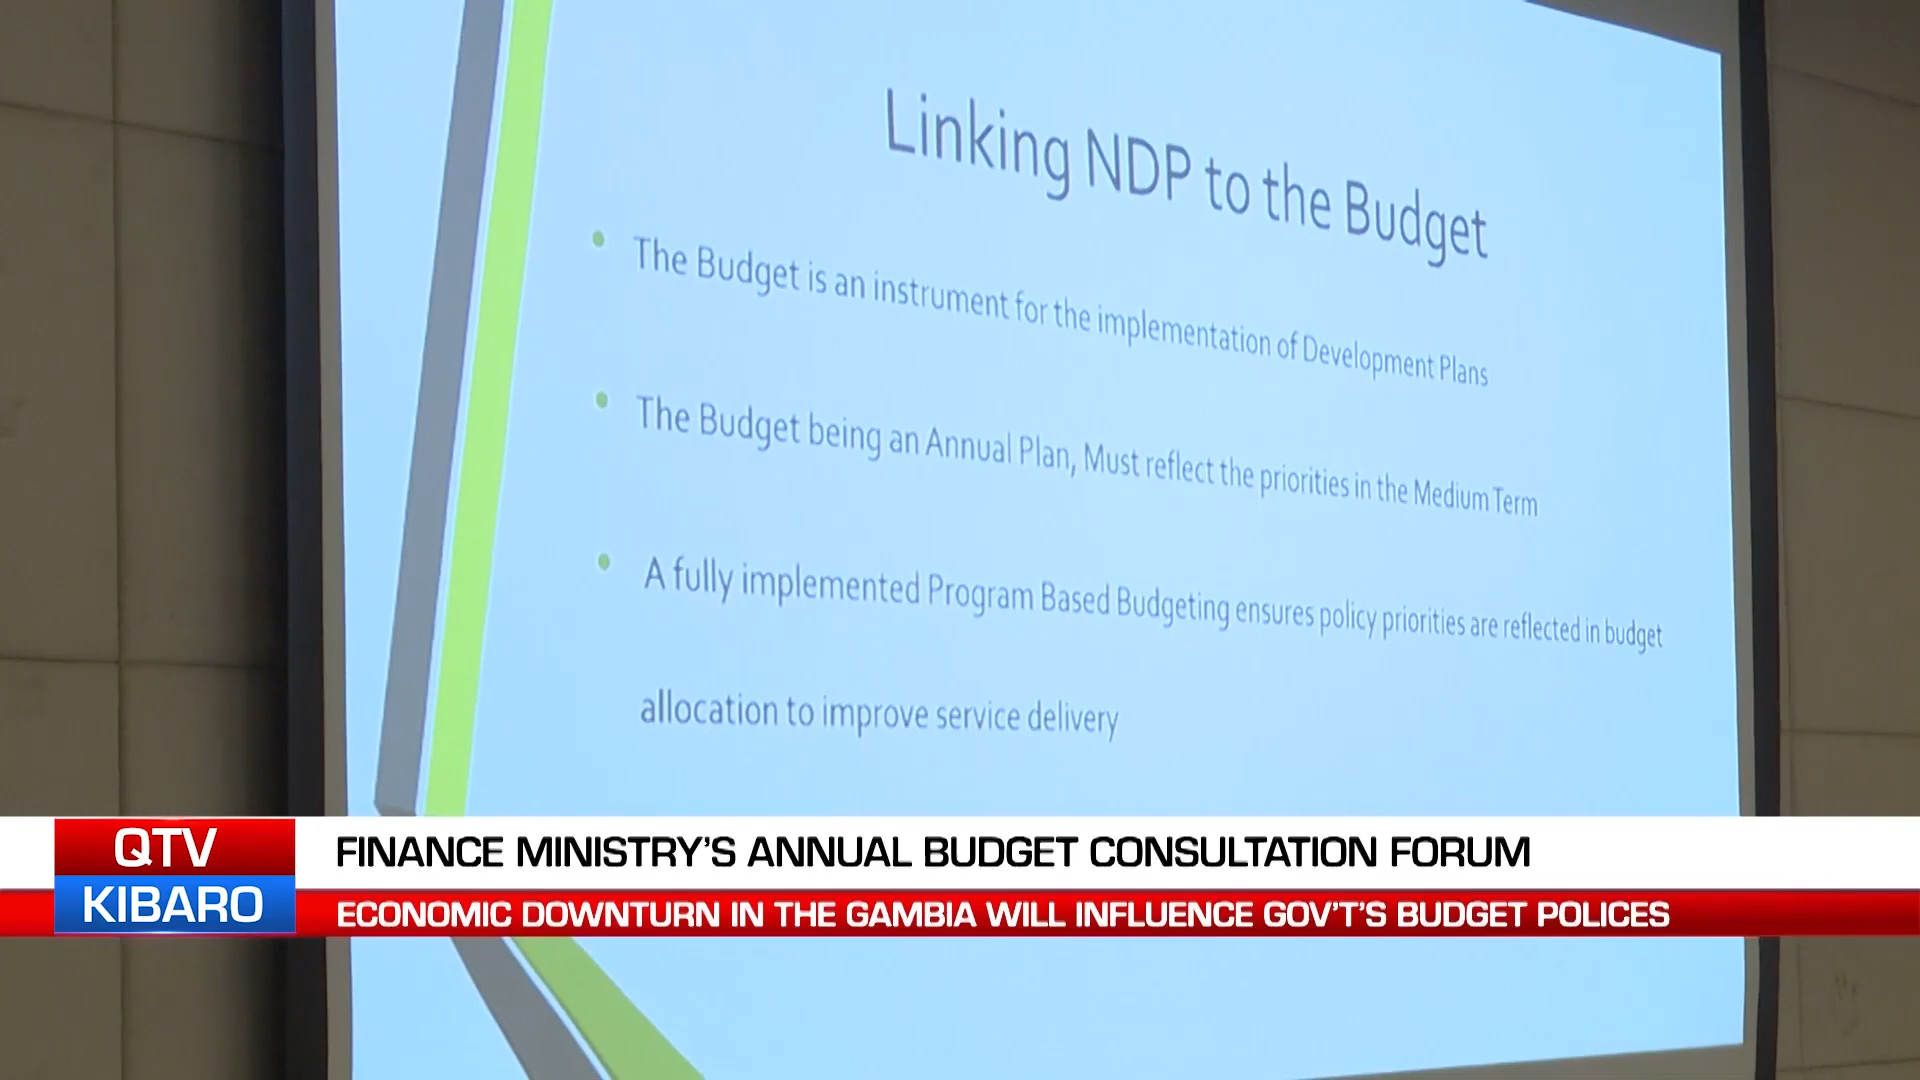 Linking NDP to the Budget
• The Budget is an instrument for the implementation of Development Plans
• The Budget being an Annual Plan, Must reflect the priorities in the Medium Term
• A fully implemented Program Based Budgeting ensures policy priorities are reflected in budget
allocation to improve service delivery
QTV
KIBARO
FINANCE MINISTRY'S ANNUAL BUDGET CONSULTATION FORUM
ECONOMIC DOWNTURN IN THE GAMBIA WILL INFLUENCE GOV'T'S BUDGET POLICES